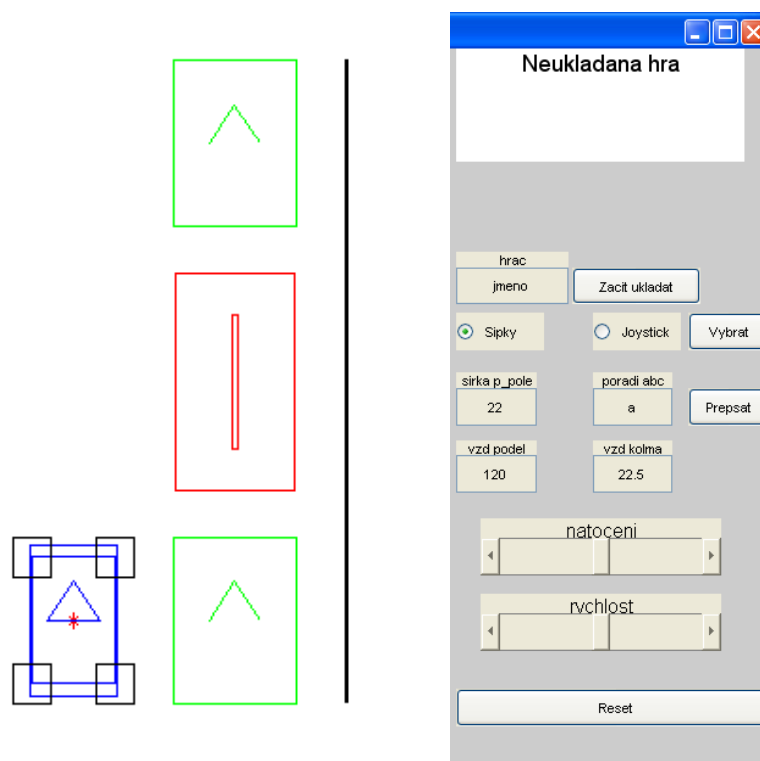 Neukladana hra
hrac
jmeno
Zacit ukladat
Sipky
Joystick
Vybrat
sirka p_pole
poradi abc
22
a
Prepsat
vzd podel
vzd kolma
120
22.5
natoceni
rychlost
Reset